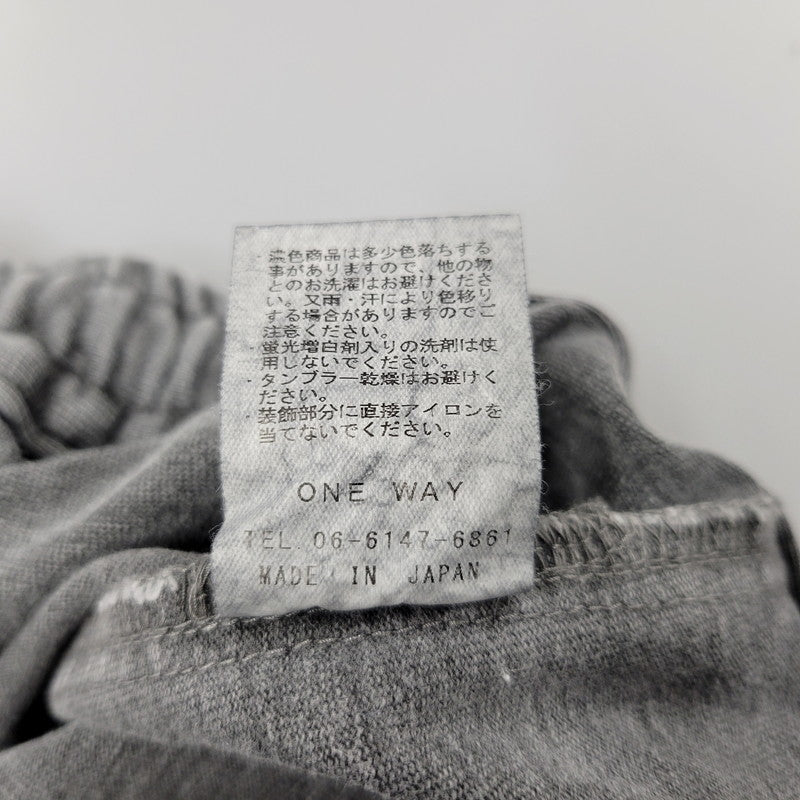 ・濃色商品は多少色落ちする
事がありますので、他の物
とのお洗濯はお避けくださ
い。又雨・汗により色移り
する場合がありますのでご
注意ください。
・蛍光増白剤入りの洗剤は使
用しないでください。
・タンブラー乾燥はお避けく
ださい。
・装飾部分に直接アイロンを
当てないでください。
ONE WAY
TEL. 06-6147-6861
MADE IN JAPAN